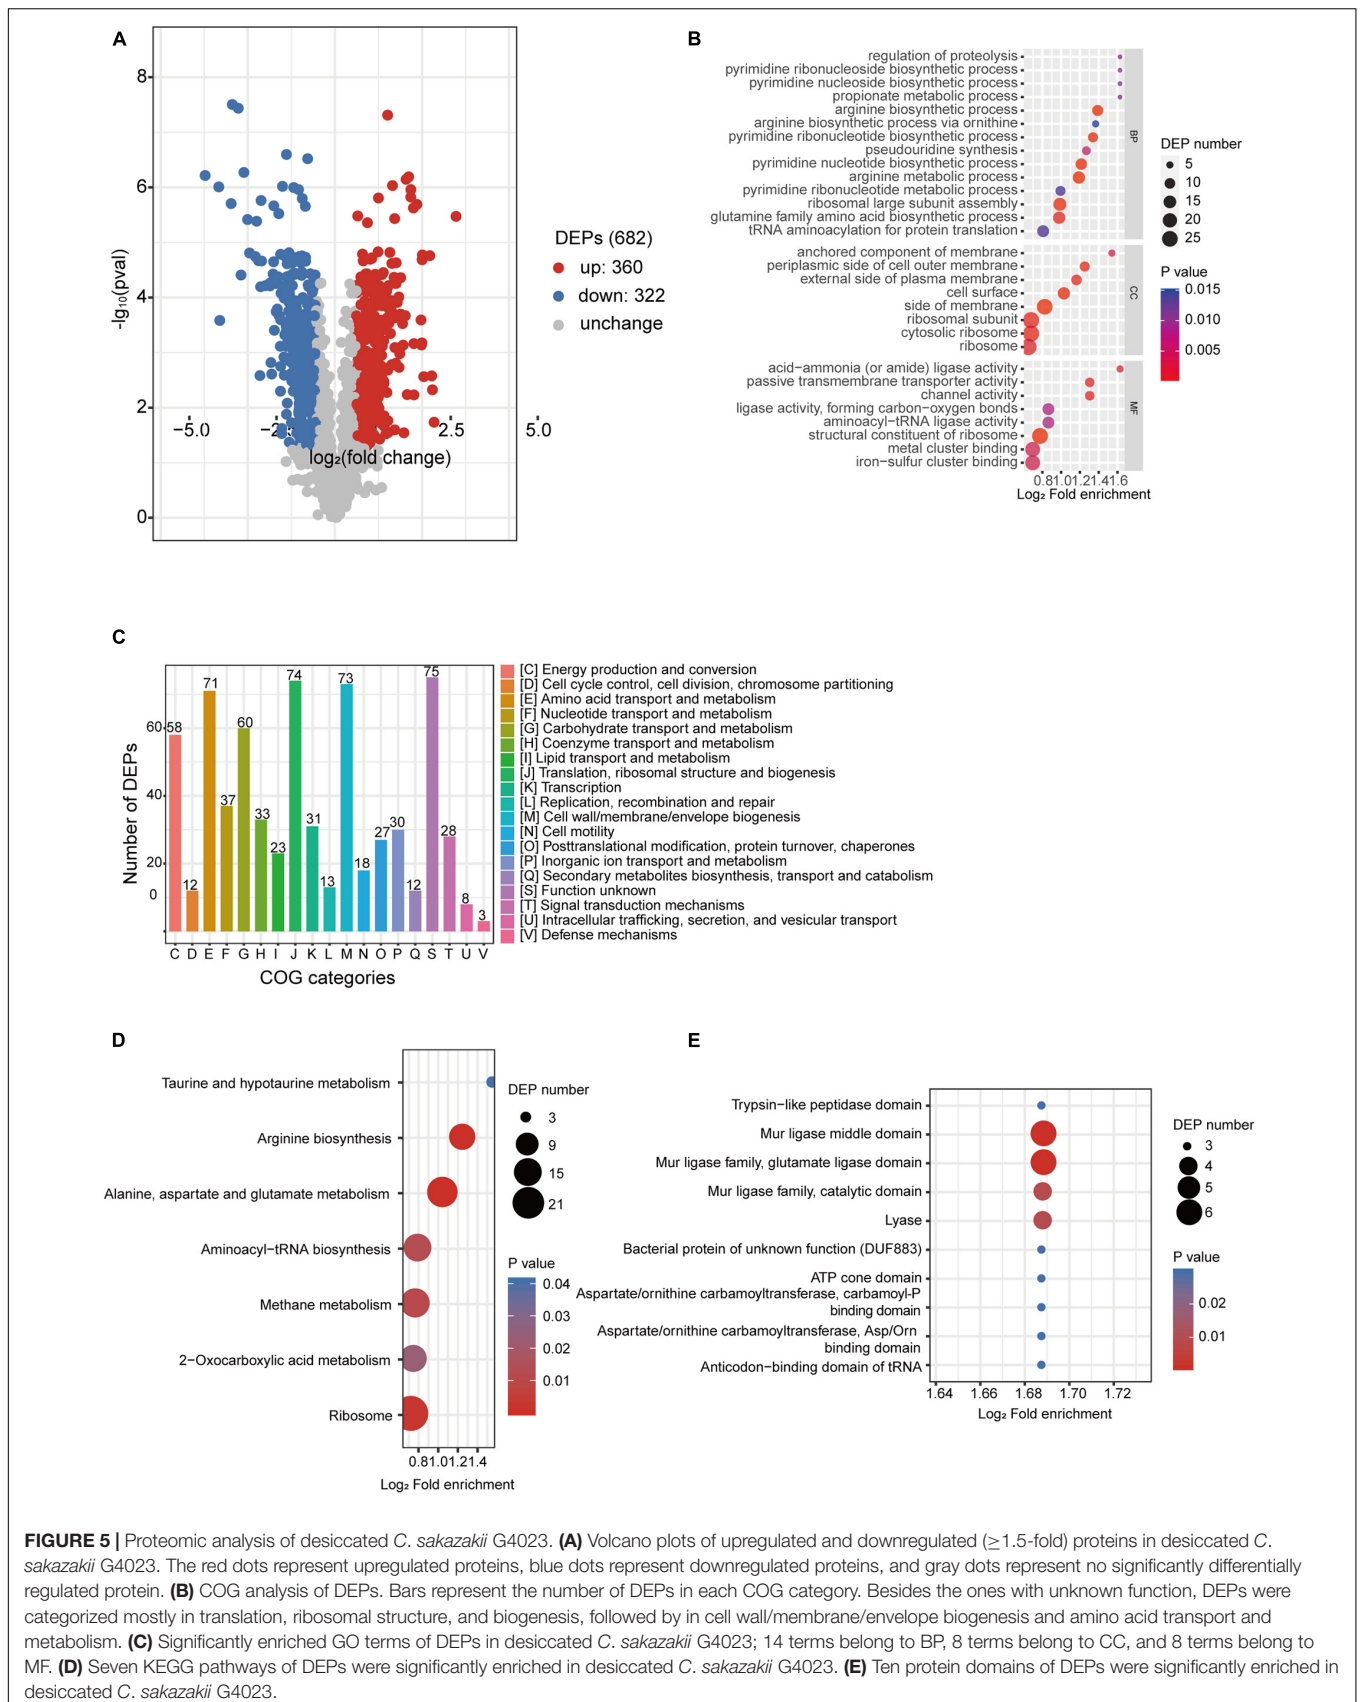 A
8
6
4
2
0
-lg₁₀(pval)
−5.0
2.5
5.0
log₂(fold change)
DEPs (682)
up: 360
down: 322
unchange
B
regulation of proteolysis
pyrimidine ribonucleoside biosynthetic process
pyrimidine nucleoside biosynthetic process
propionate metabolic process
arginine biosynthetic process
arginine biosynthetic process via ornithine
pyrimidine ribonucleotide biosynthetic process
pseudouridine synthesis
pyrimidine nucleotide biosynthetic process
arginine metabolic process
pyrimidine ribonucleotide metabolic process
ribosomal large subunit assembly
glutamine family amino acid biosynthetic process
tRNA aminoacylation for protein translation
BP
anchored component of membrane
periplasmic side of cell outer membrane
external side of plasma membrane
cell surface
side of membrane
ribosomal subunit
cytosolic ribosome
ribosome
CC
acid−ammonia (or amide) ligase activity
passive transmembrane transporter activity
channel activity
ligase activity, forming carbon−oxygen bonds
aminoacyl−tRNA ligase activity
structural constituent of ribosome
metal cluster binding
iron−sulfur cluster binding
MF
0.81.01.21.41.6
Log₂ Fold enrichment
DEP number
5
10
15
20
25
P value
0.015
0.010
0.005
C
Number of DEPs
60
40
20
0
58
12
71
37
60
33
23
74
31
13
73
18
27
30
12
75
28
8
3
C D E F G H I J K L M N O P Q S T U V
COG categories
[C] Energy production and conversion
[D] Cell cycle control, cell division, chromosome partitioning
[E] Amino acid transport and metabolism
[F] Nucleotide transport and metabolism
[G] Carbohydrate transport and metabolism
[H] Coenzyme transport and metabolism
[I] Lipid transport and metabolism
[J] Translation, ribosomal structure and biogenesis
[K] Transcription
[L] Replication, recombination and repair
[M] Cell wall/membrane/envelope biogenesis
[N] Cell motility
[O] Posttranslational modification, protein turnover, chaperones
[P] Inorganic ion transport and metabolism
[Q] Secondary metabolites biosynthesis, transport and catabolism
[S] Function unknown
[T] Signal transduction mechanisms
[U] Intracellular trafficking, secretion, and vesicular transport
[V] Defense mechanisms
D
Taurine and hypotaurine metabolism
Arginine biosynthesis
Alanine, aspartate and glutamate metabolism
Aminoacyl−tRNA biosynthesis
Methane metabolism
2−Oxocarboxylic acid metabolism
Ribosome
0.81.01.21.4
Log₂ Fold enrichment
DEP number
3
9
15
21
P value
0.04
0.03
0.02
0.01
E
Trypsin−like peptidase domain
Mur ligase middle domain
Mur ligase family, glutamate ligase domain
Mur ligase family, catalytic domain
Lyase
Bacterial protein of unknown function (DUF883)
ATP cone domain
Aspartate/ornithine carbamoyltransferase, carbamoyl-P
binding domain
Aspartate/ornithine carbamoyltransferase, Asp/Orn
binding domain
Anticodon−binding domain of tRNA
1.64 1.66 1.68 1.70 1.72
Log₂ Fold enrichment
DEP number
3
4
5
6
P value
0.02
0.01
FIGURE 5 | Proteomic analysis of desiccated C. sakazakii G4023. (A) Volcano plots of upregulated and downregulated (≥1.5-fold) proteins in desiccated C.
sakazakii G4023. The red dots represent upregulated proteins, blue dots represent downregulated proteins, and gray dots represent no significantly differentially
regulated protein. (B) COG analysis of DEPs. Bars represent the number of DEPs in each COG category. Besides the ones with unknown function, DEPs were
categorized mostly in translation, ribosomal structure, and biogenesis, followed by in cell wall/membrane/envelope biogenesis and amino acid transport and
metabolism. (C) Significantly enriched GO terms of DEPs in desiccated C. sakazakii G4023; 14 terms belong to BP, 8 terms belong to CC, and 8 terms belong to
MF. (D) Seven KEGG pathways of DEPs were significantly enriched in desiccated C. sakazakii G4023. (E) Ten protein domains of DEPs were significantly enriched in
desiccated C. sakazakii G4023.